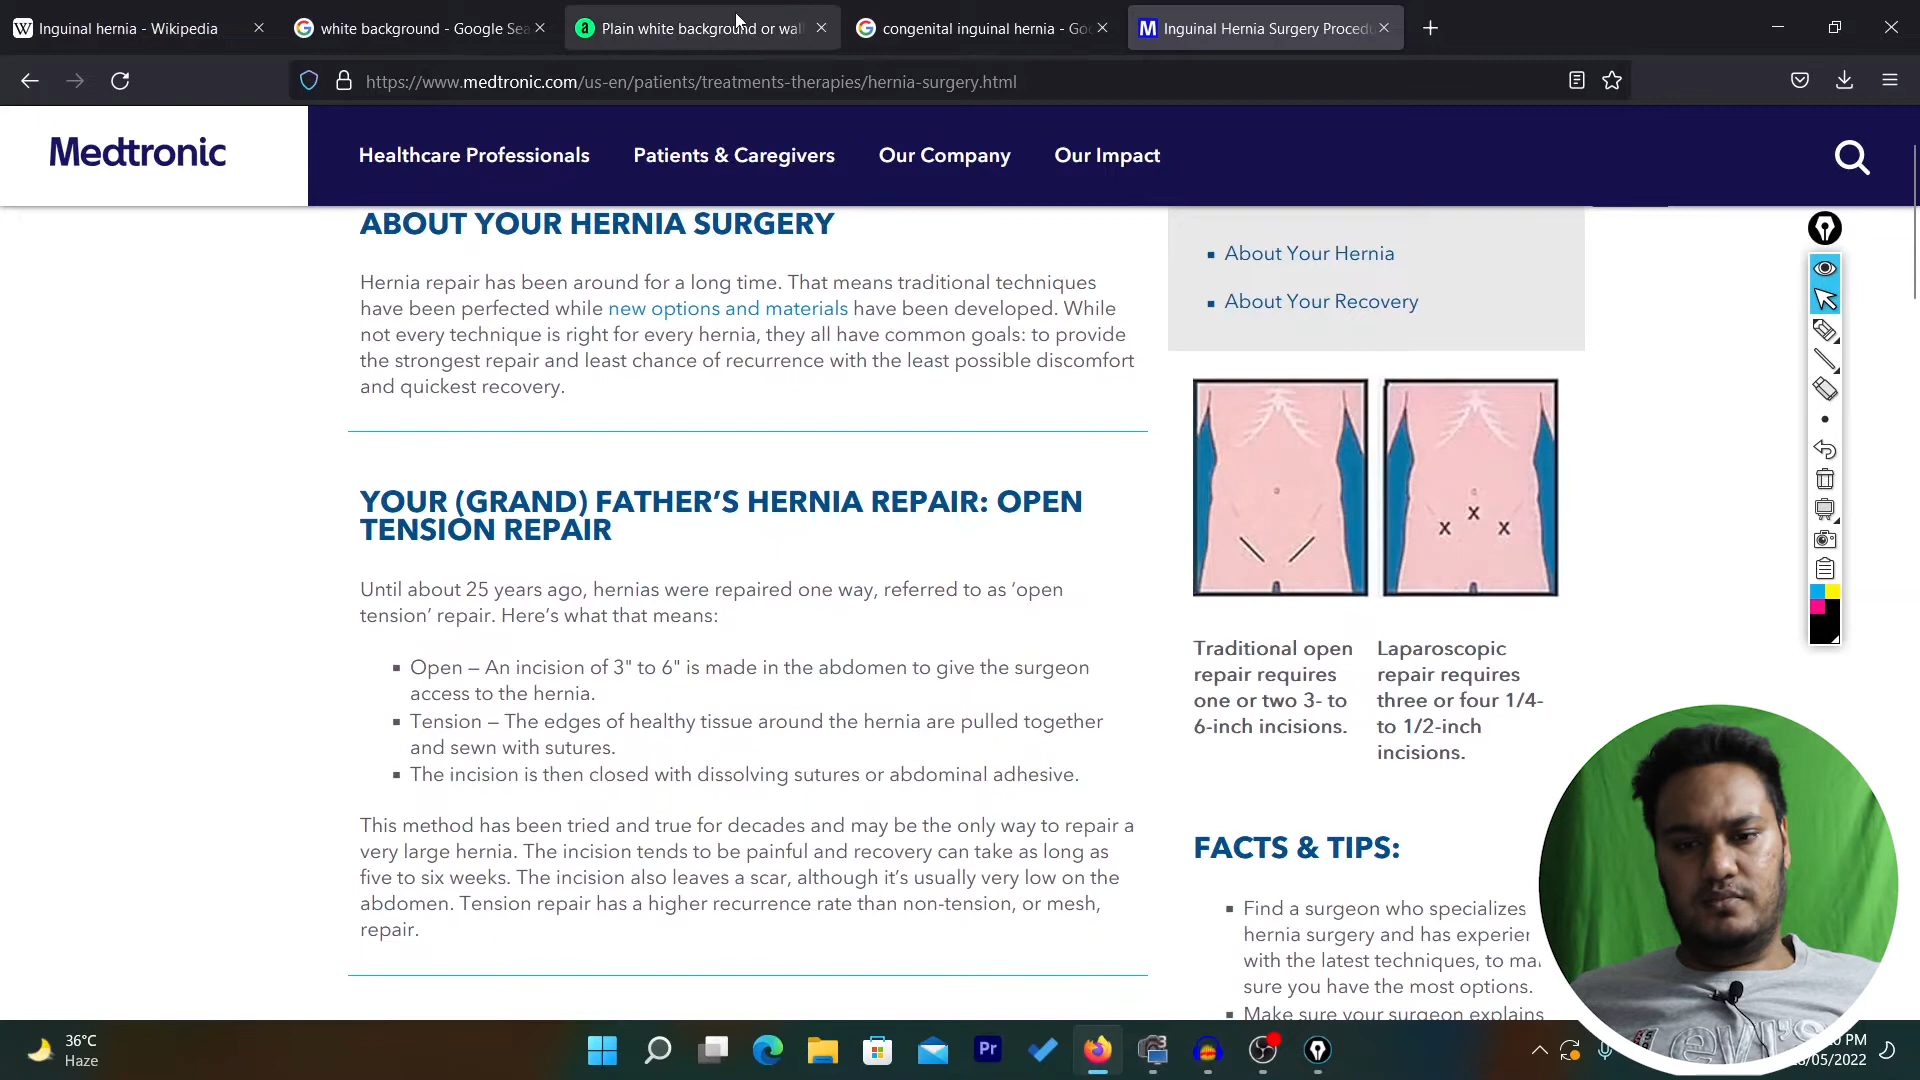 W Inguinal hernia - Wikipedia
white background - Google Sea
a Plain white background or wal
congenital inguinal hernia - Goo
M Inguinal Hernia Surgery Procedu
https://www.medtronic.com/us-en/patients/treatments-therapies/hernia-surgery.html
Medtronic
Healthcare Professionals
Patients & Caregivers
Our Company
Our Impact
ABOUT YOUR HERNIA SURGERY
Hernia repair has been around for a long time. That means traditional techniques
have been perfected while new options and materials have been developed. While
not every technique is right for every hernia, they all have common goals: to provide
the strongest repair and least chance of recurrence with the least possible discomfort
and quickest recovery.
YOUR (GRAND) FATHER’S HERNIA REPAIR: OPEN
TENSION REPAIR
Until about 25 years ago, hernias were repaired one way, referred to as ‘open
tension’ repair. Here’s what that means:
▪ Open – An incision of 3" to 6" is made in the abdomen to give the surgeon
access to the hernia.
▪ Tension – The edges of healthy tissue around the hernia are pulled together
and sewn with sutures.
▪ The incision is then closed with dissolving sutures or abdominal adhesive.
This method has been tried and true for decades and may be the only way to repair a
very large hernia. The incision tends to be painful and recovery can take as long as
five to six weeks. The incision also leaves a scar, although it’s usually very low on the
abdomen. Tension repair has a higher recurrence rate than non-tension, or mesh,
repair.
▪ About Your Hernia
▪ About Your Recovery
x x x
Traditional open
repair requires
one or two 3- to
6-inch incisions.
Laparoscopic
repair requires
three or four 1/4-
to 1/2-inch
incisions.
FACTS & TIPS:
▪ Find a surgeon who specializes
hernia surgery and has experien
with the latest techniques, to mak
sure you have the most options.
▪ Make sure your surgeon explains
36°C
Haze
Pr
PM
/05/2022